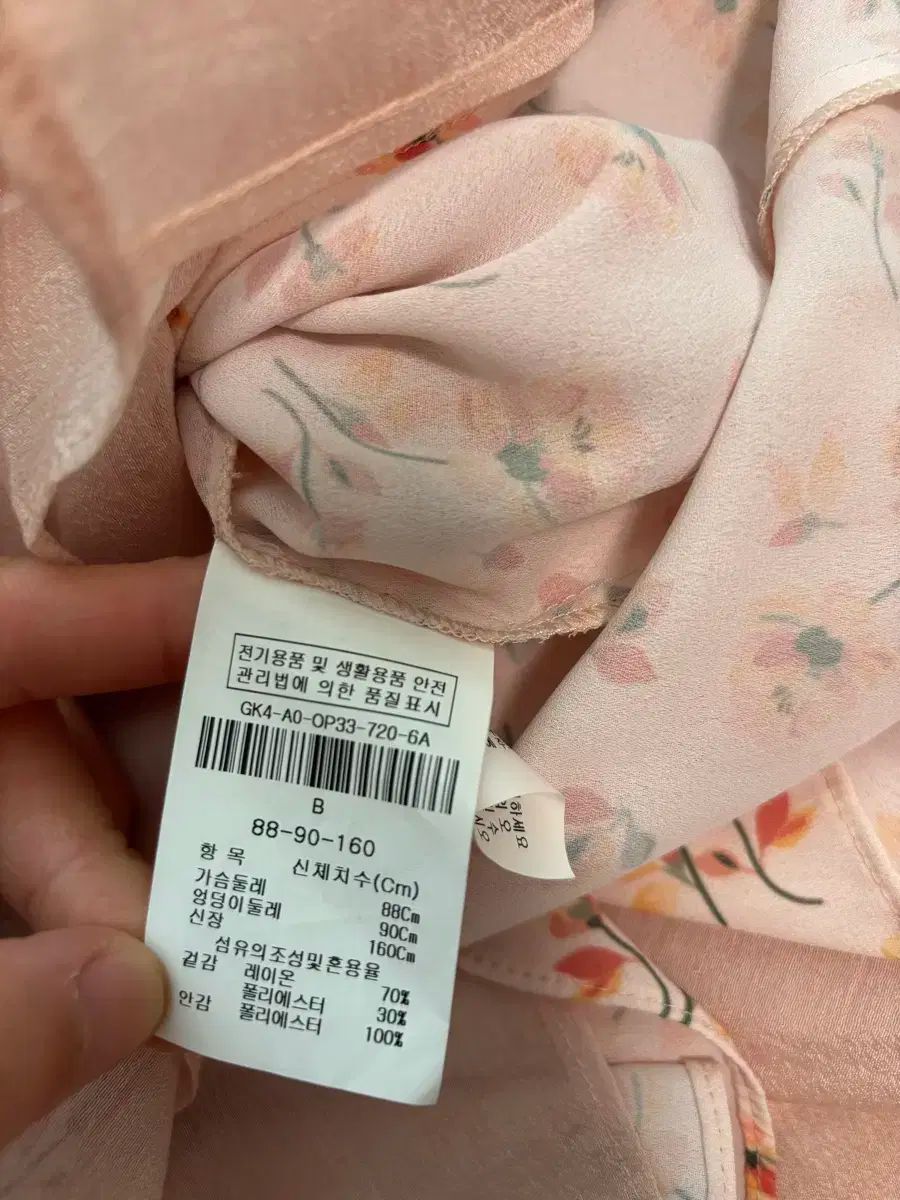 전기용품 및 생활용품 안전
관리법에 의한 품질표시
GK4-A0-OP33-720-6A
B
88-90-160
항 목 신체치수(Cm)
가슴둘레 88Cm
엉덩이둘레 90Cm
신장 160Cm
섬유의조성및혼용율
겉감 레이온 70%
폴리에스터 30%
안감 폴리에스터 100%
하세요